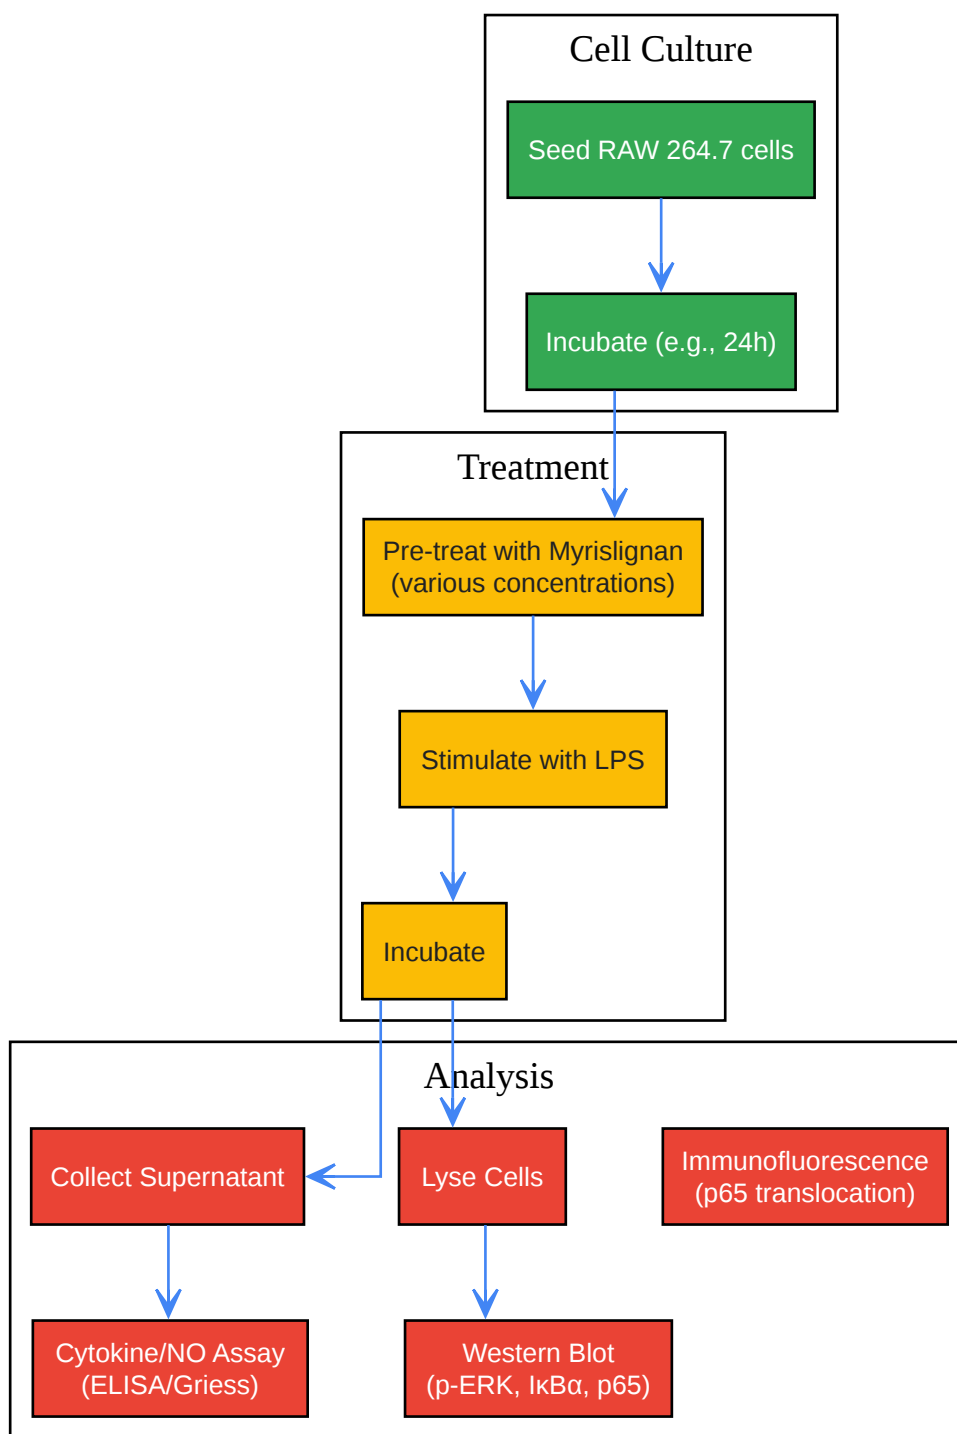 Cell Culture
Seed RAW 264.7 cells
Incubate (e.g., 24h)
Treatment
Pre-treat with Myrislignan
(various concentrations)
Stimulate with LPS
Incubate
Analysis
Collect Supernatant
Lyse Cells
Immunofluorescence
(p65 translocation)
Cytokine/NO Assay
(ELISA/Griess)
Western Blot
(p-ERK, IκBα, p65)